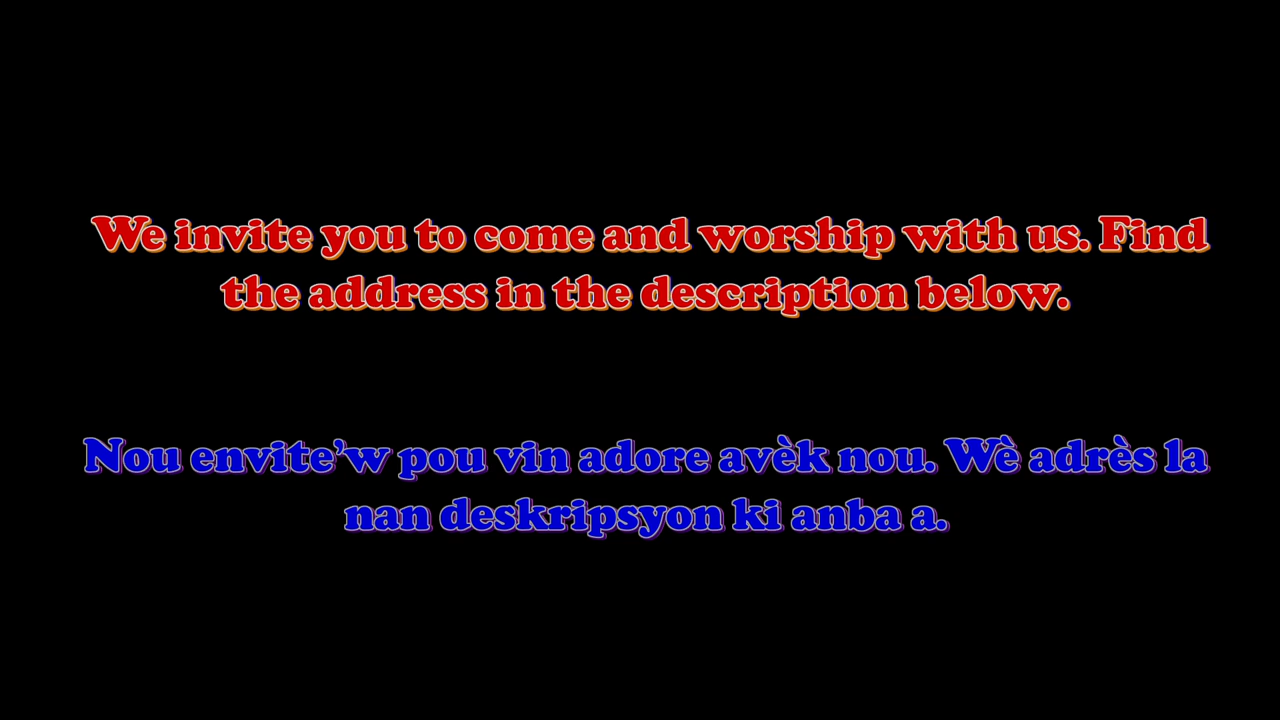 We invite you to come and worship with us. Find
the address in the description below.
Nou envite’w pou vin adore avèk nou. Wè adrès la
nan deskripsyon ki anba a.